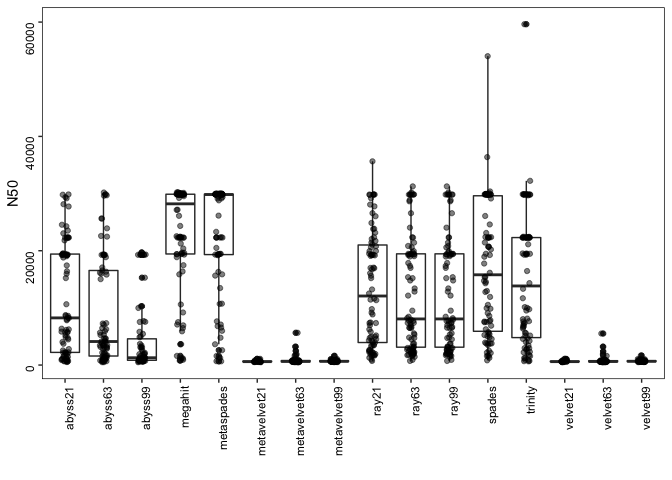 N50
60000
40000
20000
0
abyss21
abyss63
abyss99
megahit
metaspades
metavelvet21
metavelvet63
metavelvet99
ray21
ray63
ray99
spades
trinity
velvet21
velvet63
velvet99